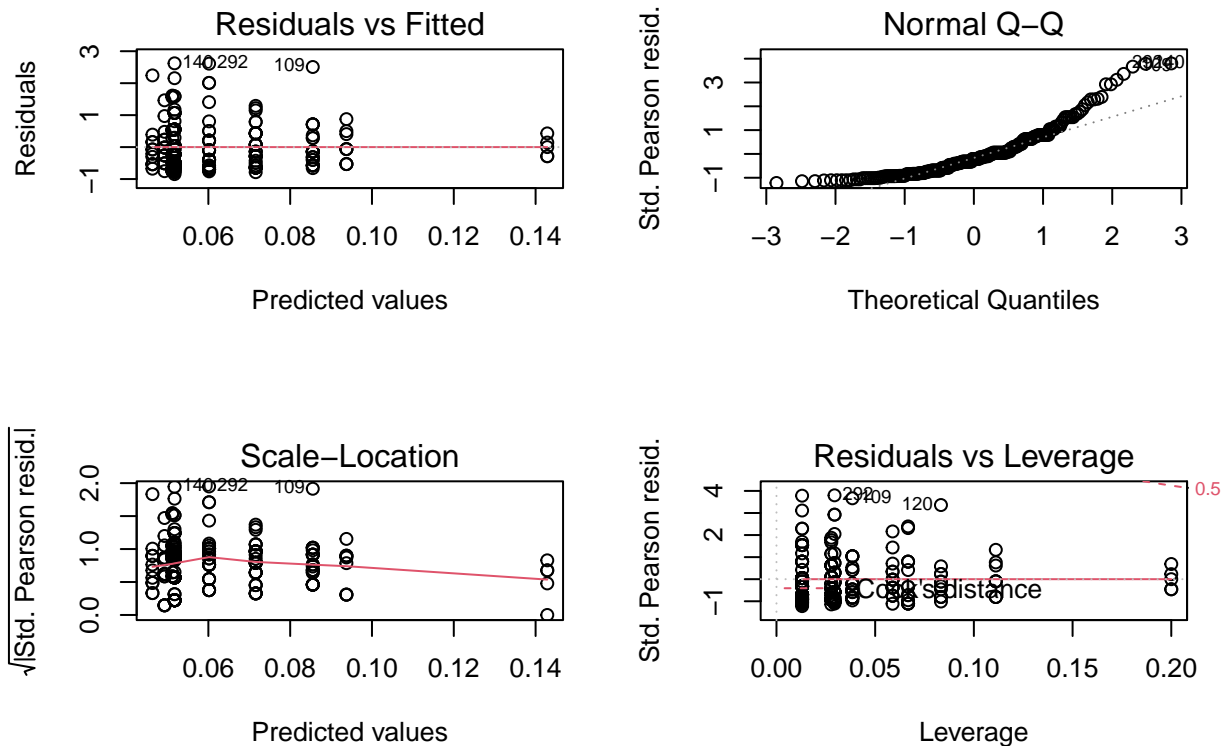 Residuals vs Fitted
Residuals
3
1
−1
140
292
109
0.06 0.08 0.10 0.12 0.14
Predicted values
Normal Q−Q
Std. Pearson resid.
4
1
−1
−3 −2 −1 0 1 2 3
Theoretical Quantiles
Scale−Location
√|Std. Pearson resid.|
2.0
1.0
0.0
140
292
109
0.06 0.08 0.10 0.12 0.14
Predicted values
Residuals vs Leverage
Std. Pearson resid.
4
2
−1
292
109
120
0.5
Cook's distance
0.00 0.05 0.10 0.15 0.20
Leverage